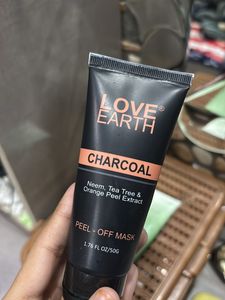 LOVE®
EARTH
CHARCOAL
Neem, Tea Tree &
Orange Peel Extract
PEEL - OFF MASK
1.76 FL OZ/50G